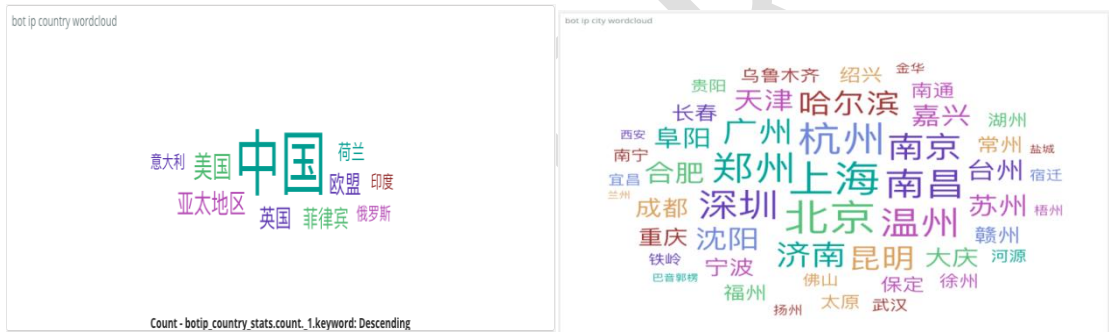 bot ip country wordcloud
中国
荷兰
意大利
美国
欧盟
印度
亚太地区
英国
菲律宾
俄罗斯
Count - botip_country_stats.count._1.keyword: Descending
bot ip city wordcloud
金华
乌鲁木齐
绍兴
贵阳
天津
哈尔滨
南通
长春
嘉兴
湖州
西安
阜阳
广州
杭州
南京
常州
盐城
南宁
宜昌
合肥
郑州
上海
南昌
台州
宿迁
兰州
成都
深圳
北京
温州
苏州
梧州
重庆
沈阳
赣州
铁岭
宁波
济南
昆明
大庆
河源
巴音郭楞
福州
佛山
保定
徐州
扬州
太原
武汉